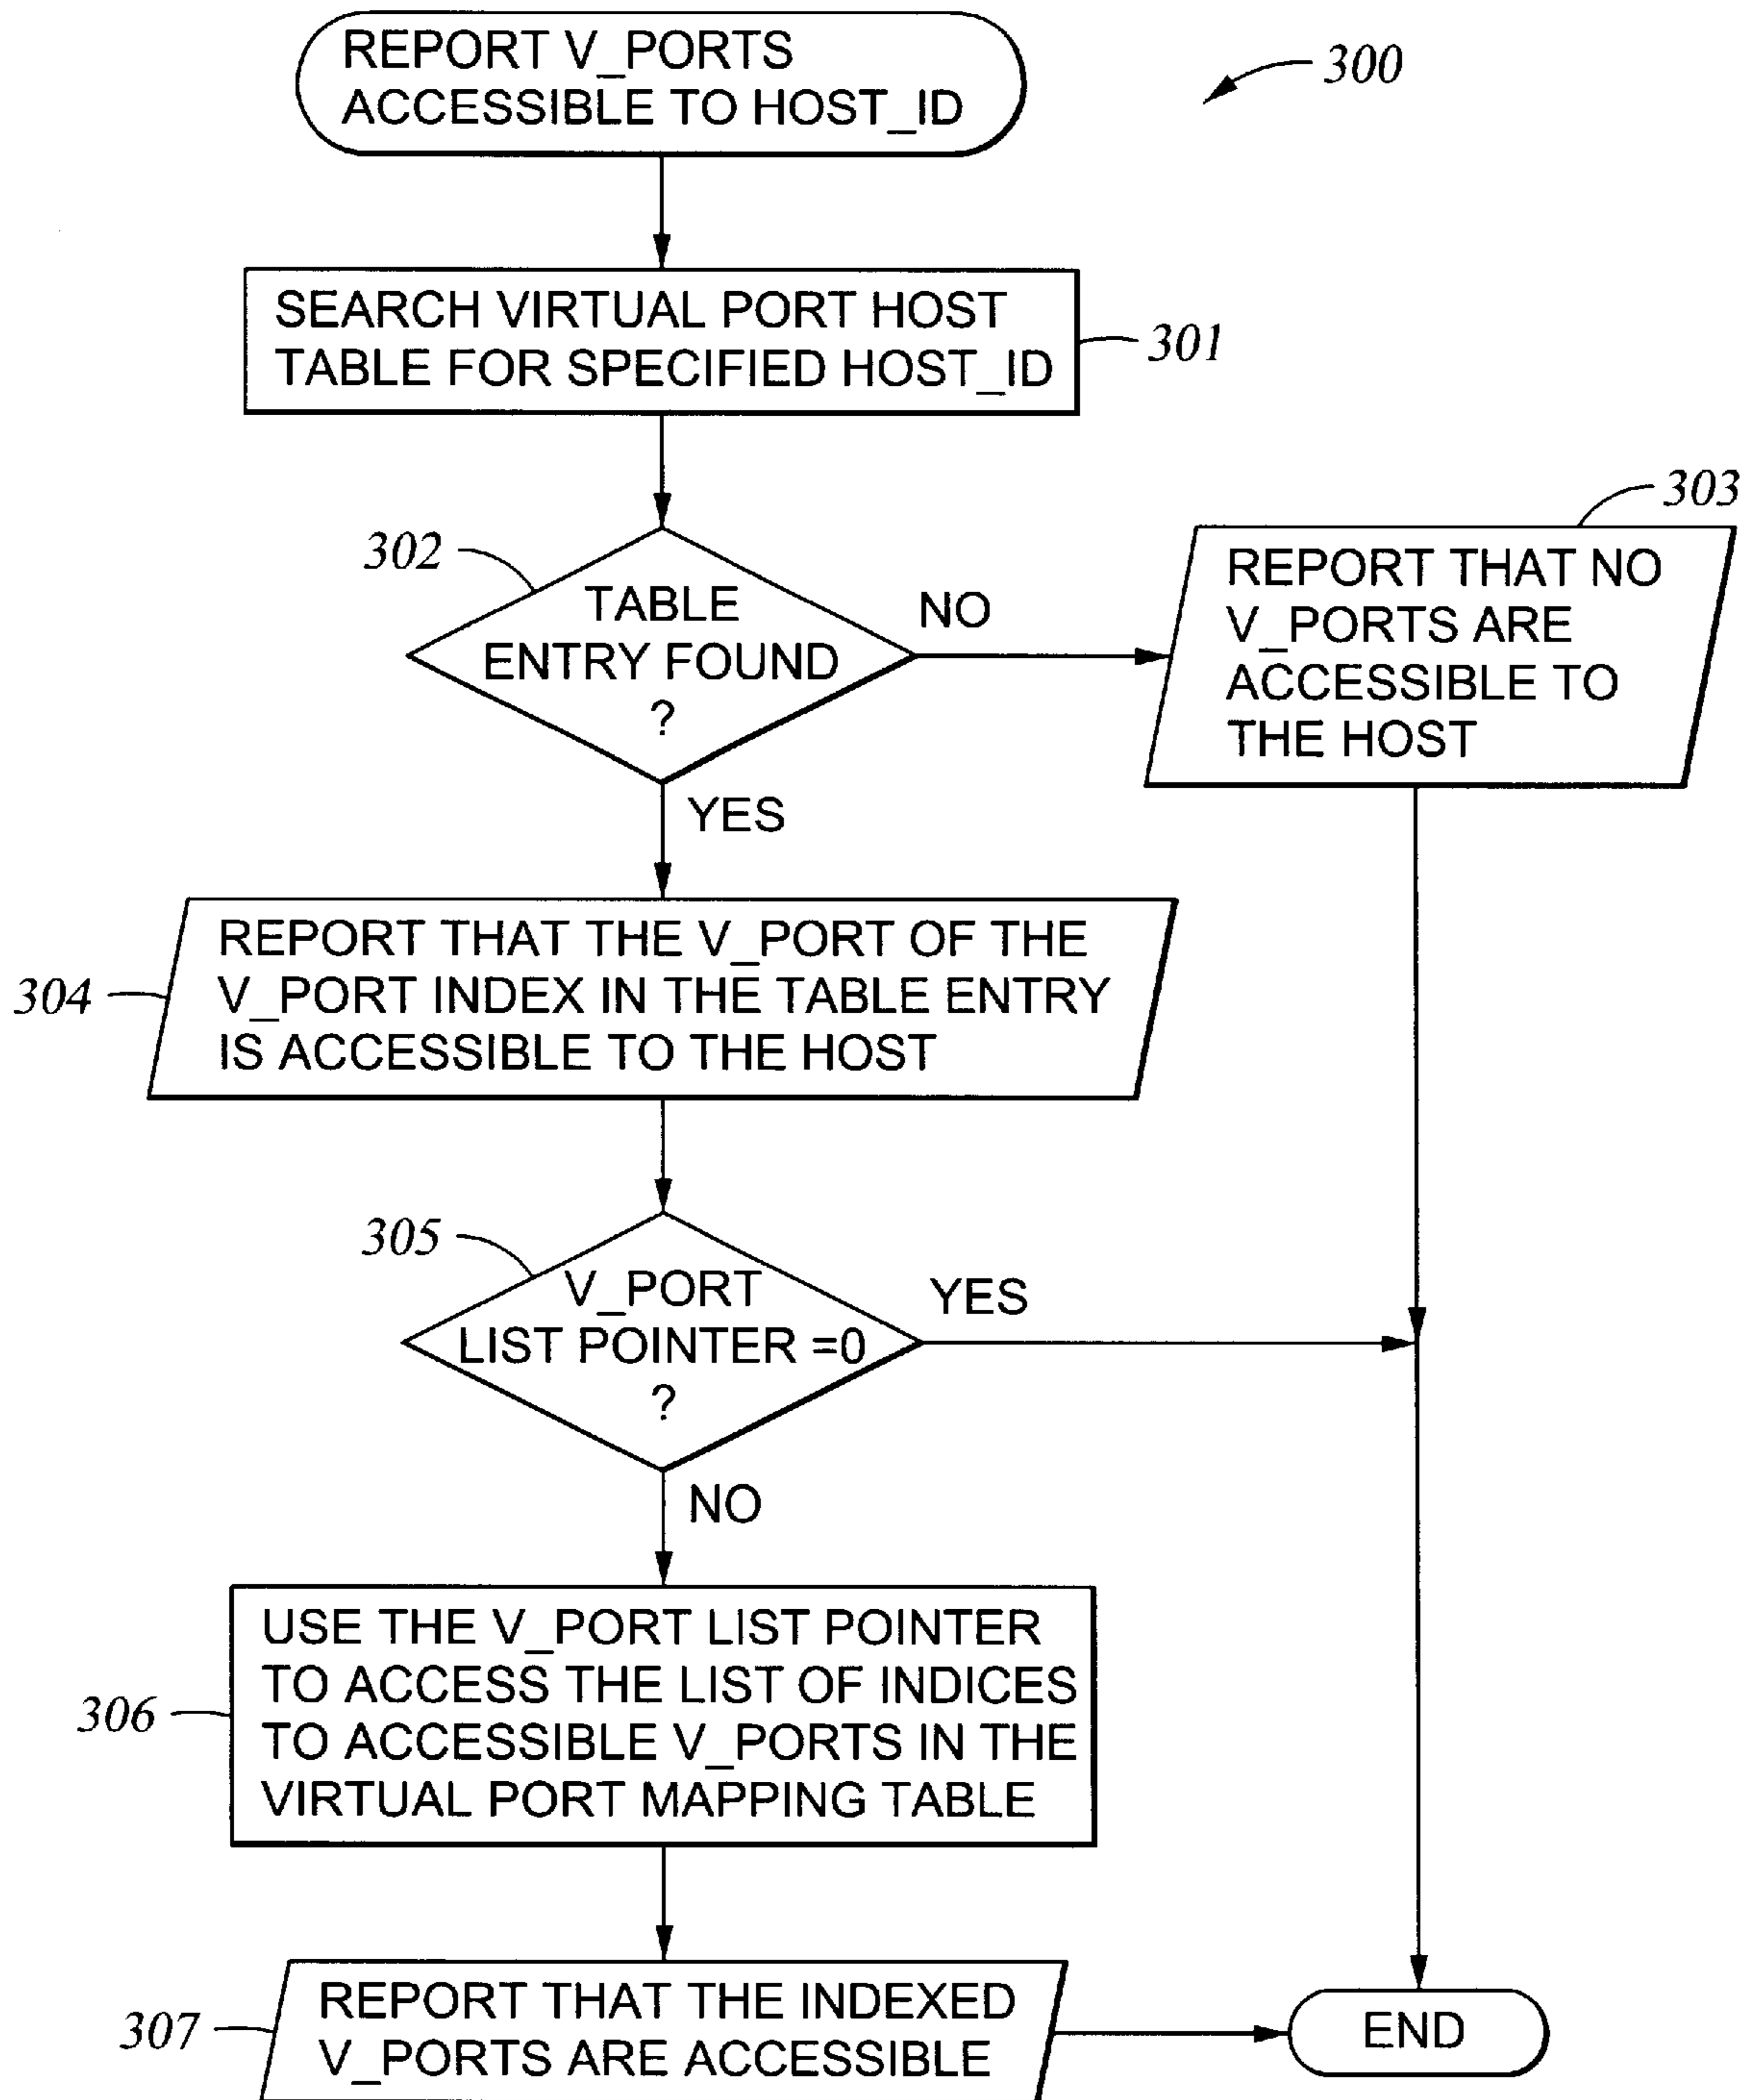 REPORT V_PORTS
ACCESSIBLE TO HOST_ID
300
SEARCH VIRTUAL PORT HOST
TABLE FOR SPECIFIED HOST_ID
301
302
TABLE
ENTRY FOUND
?
NO
YES
303
REPORT THAT NO
V_PORTS ARE
ACCESSIBLE TO
THE HOST
304
REPORT THAT THE V_PORT OF THE
V_PORT INDEX IN THE TABLE ENTRY
IS ACCESSIBLE TO THE HOST
305
V_PORT
LIST POINTER =0
?
YES
NO
306
USE THE V_PORT LIST POINTER
TO ACCESS THE LIST OF INDICES
TO ACCESSIBLE V_PORTS IN THE
VIRTUAL PORT MAPPING TABLE
307
REPORT THAT THE INDEXED
V_PORTS ARE ACCESSIBLE
END